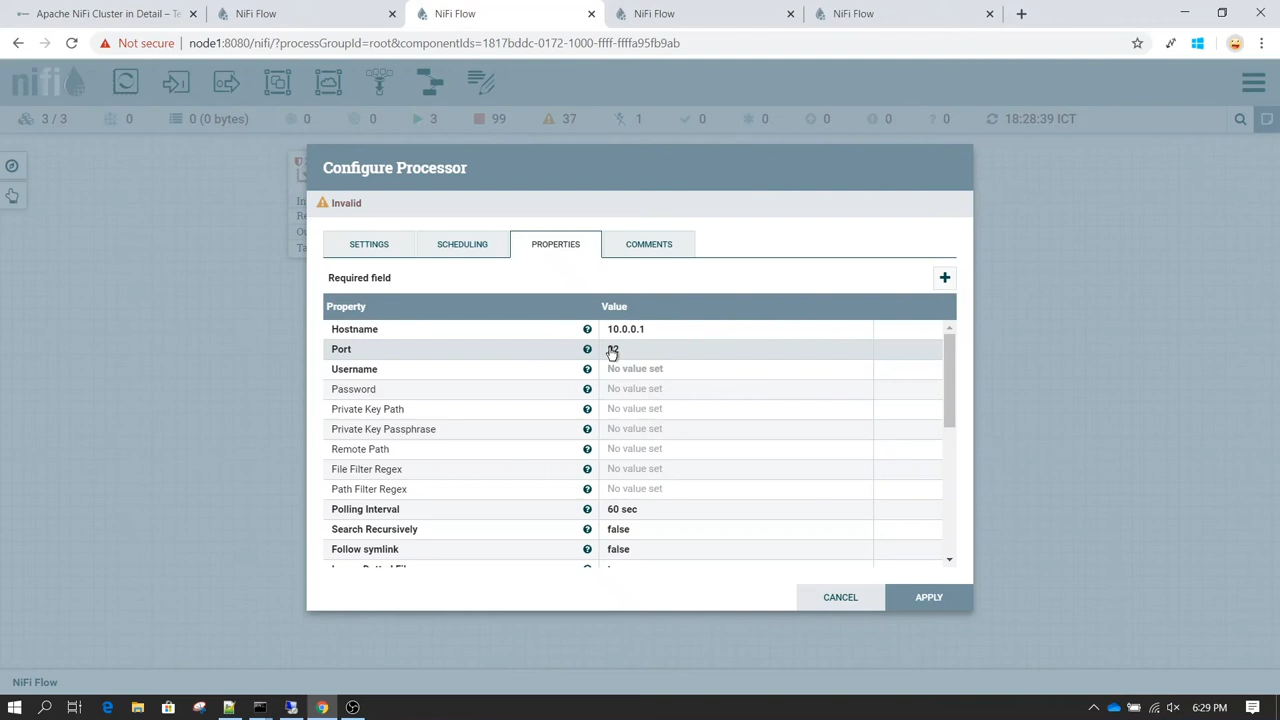 Apache NiFi Cluster in Detail – Te
NiFi Flow
NiFi Flow
NiFi Flow
NiFi Flow
Not secure
node1:8080/nifi/?processGroupId=root&componentIds=1817bddc-0172-1000-ffff-ffffa95fb9ab
nifi
3 / 3
0
0 (0 bytes)
0
0
3
99
37
1
0
0
0
0
0
18:28:39 ICT
Configure Processor
Invalid
SETTINGS
SCHEDULING
PROPERTIES
COMMENTS
Required field
Property
Value
Hostname
10.0.0.1
Port
Username
No value set
Password
No value set
Private Key Path
No value set
Private Key Passphrase
No value set
Remote Path
No value set
File Filter Regex
No value set
Path Filter Regex
No value set
Polling Interval
60 sec
Search Recursively
false
Follow symlink
false
CANCEL
APPLY
NiFi Flow
6:29 PM